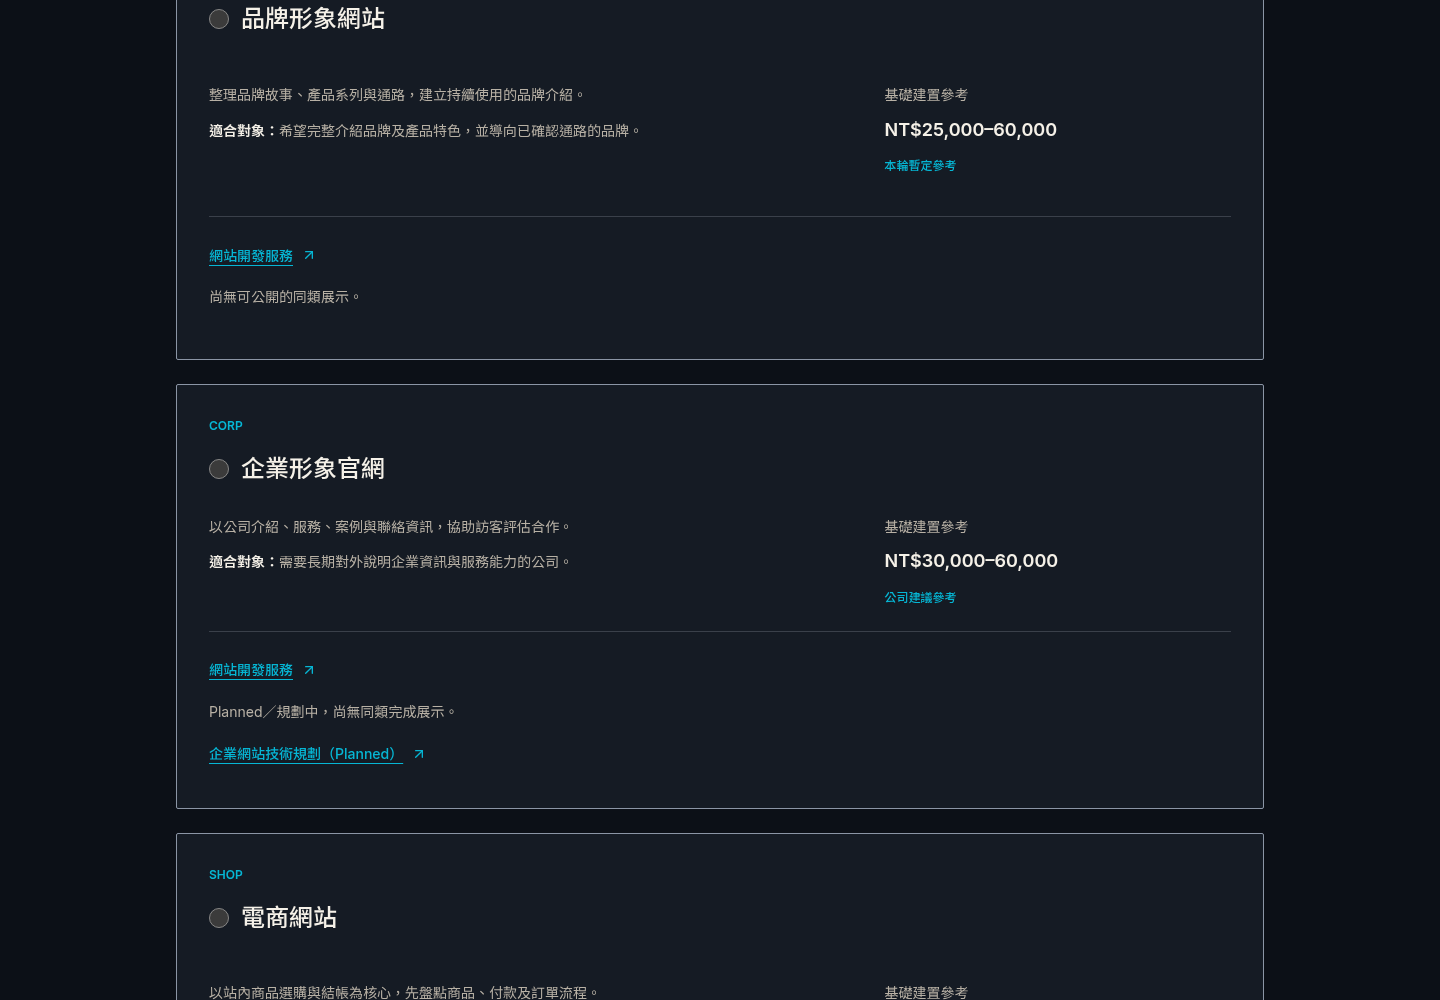 品牌形象網站
整理品牌故事、產品系列與通路，建立持續使用的品牌介紹。
適合對象：希望完整介紹品牌及產品特色，並導向已確認通路的品牌。
基礎建置參考
NT$25,000–60,000
本輪暫定參考
網站開發服務
尚無可公開的同類展示。
CORP
企業形象官網
以公司介紹、服務、案例與聯絡資訊，協助訪客評估合作。
適合對象：需要長期對外說明企業資訊與服務能力的公司。
基礎建置參考
NT$30,000–60,000
公司建議參考
網站開發服務
Planned／規劃中，尚無同類完成展示。
企業網站技術規劃（Planned）
SHOP
電商網站
以站內商品選購與結帳為核心，先盤點商品、付款及訂單流程。
基礎建置參考